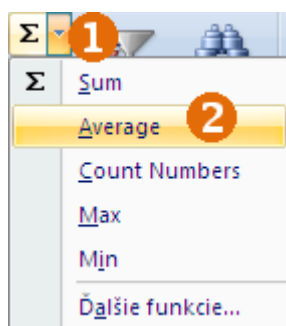 Σ 1
Σ Sum
Average 2
Count Numbers
Max
Min
Ďalšie funkcie...